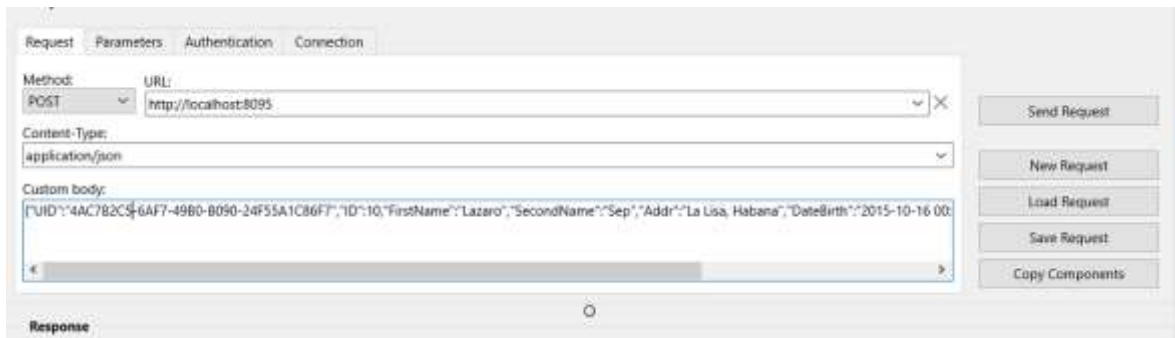 Request Parameters Authentication Connection
Method: URL:
POST http://localhost:8095
Send Request
Content-Type:
application/json
New Request
Custom body:
Load Request
{"UID":"4AC7B2C5-6AF7-49B0-B090-24F55A1C86F7","ID":10,"FirstName":"Lazaro","SecondName":"Sep","Addr":"La Lisa, Habana","DateBirth":"2015-10-16 00:
Save Request
Copy Components
Response